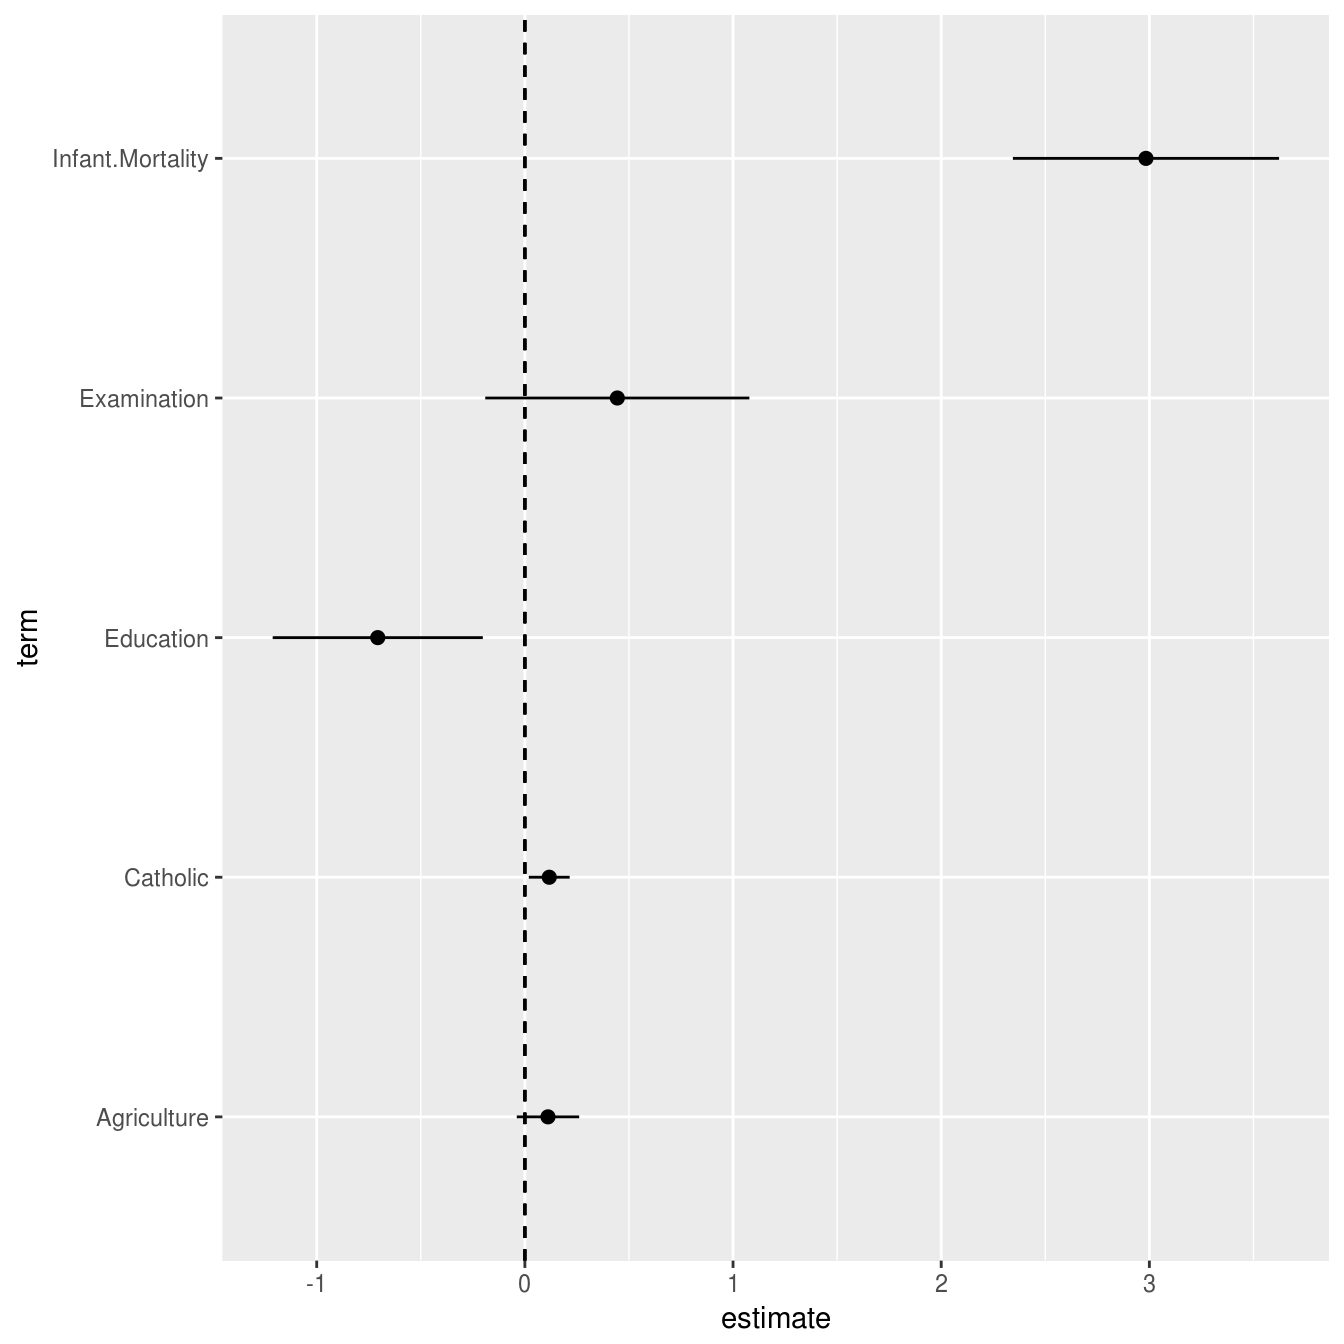 Infant.Mortality
Examination
Education
Catholic
Agriculture
term
-1 0 1 2 3
estimate